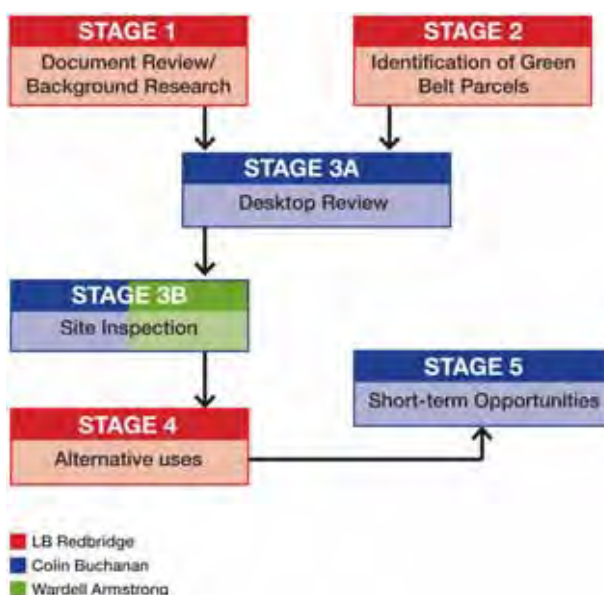 STAGE 1
Document Review/
Background Research
STAGE 2
Identification of Green
Belt Parcels
STAGE 3A
Desktop Review
STAGE 3B
Site Inspection
STAGE 5
Short-term Opportunities
STAGE 4
Alternative uses
LB Redbridge
Colin Buchanan
Wardell Armstrong